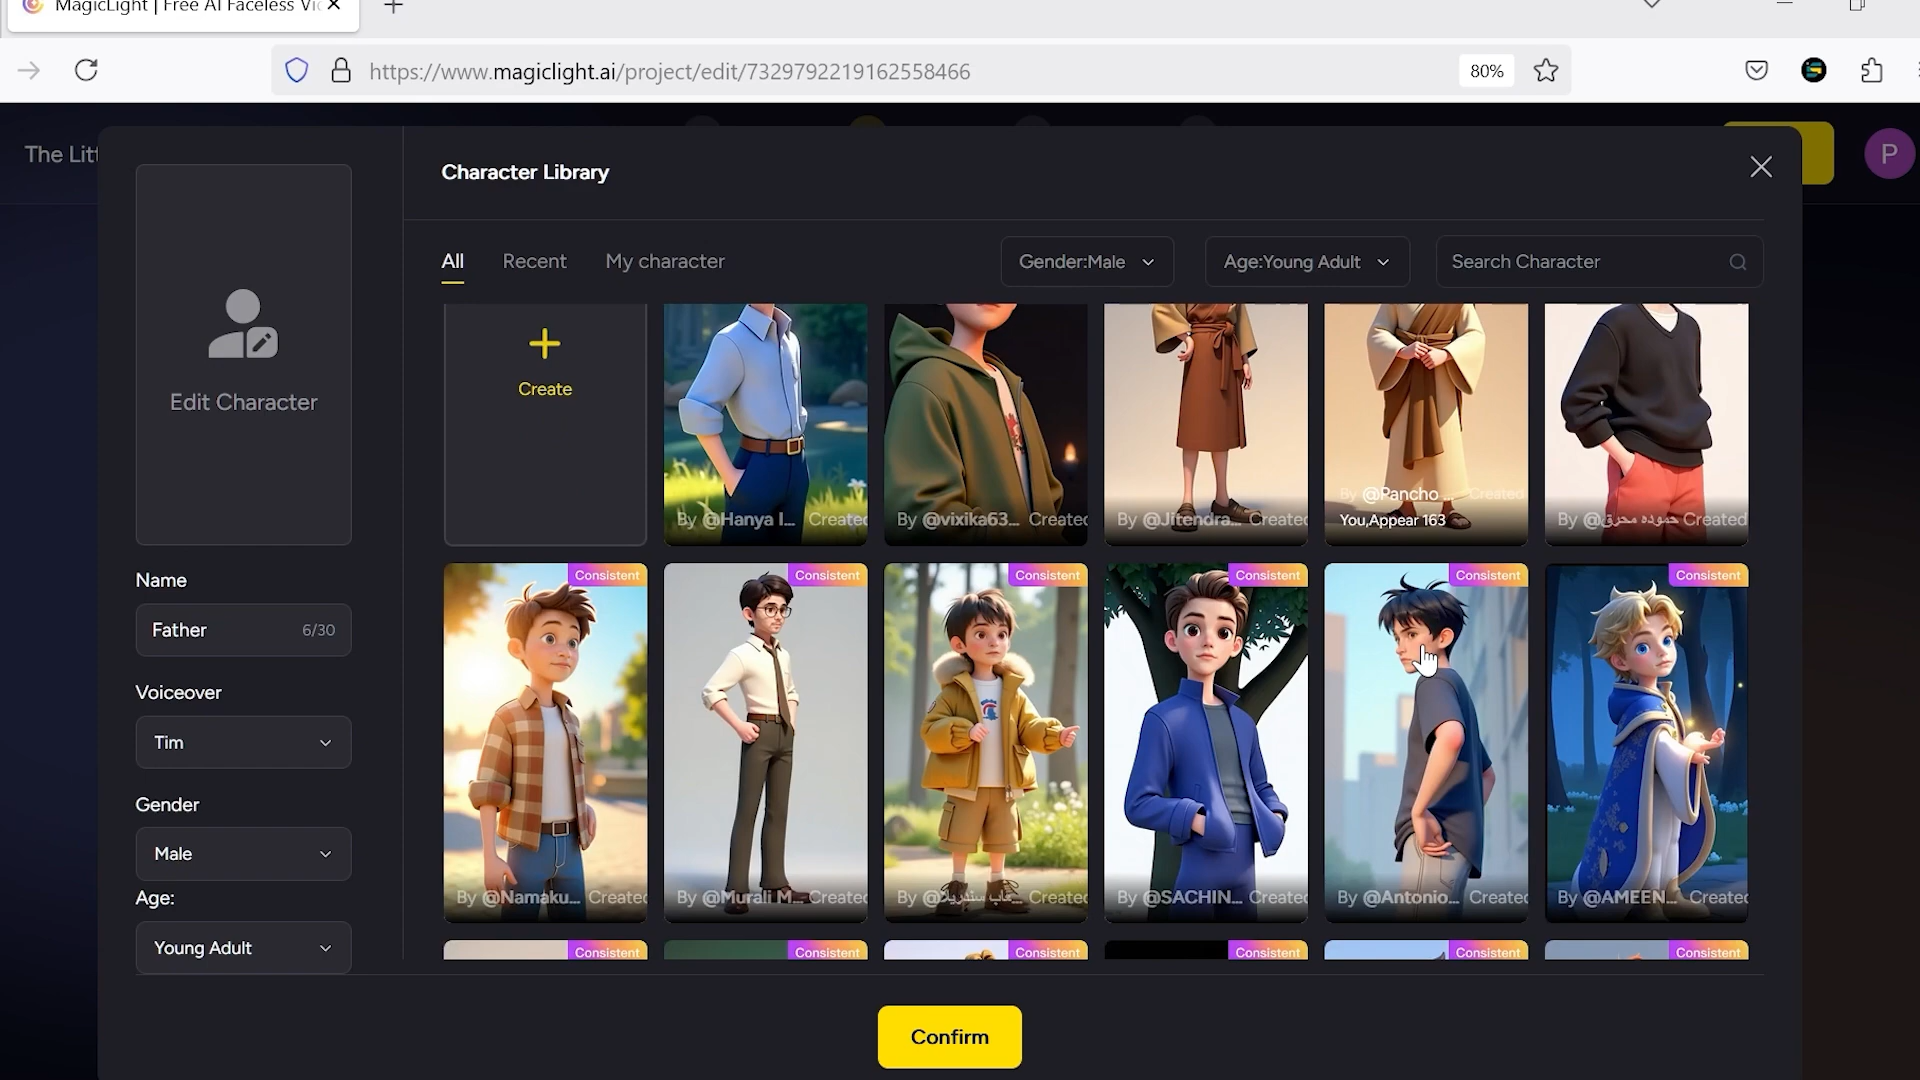 MagicLight | Free AI Faceless Vi
https://www.magiclight.ai/project/edit/7329792219162558466
80%
The Litt
P
Character Library
All
Recent
My character
Gender:Male
Age:Young Adult
Search Character
Edit Character
Create
By @Hanya I... Created
By @vixika63... Created
By @Jitendra... Created
By @Pancho ... Created
You,Appear 163
By @حموده محرق Created
Name
Father 6/30
Voiceover
Tim
Gender
Male
Age:
Young Adult
Consistent
Consistent
Consistent
Consistent
Consistent
Consistent
By @Namaku... Created
By @Murali M... Created
By @... Created
By @SACHIN... Created
By @Antonio... Created
By @AMEEN... Created
Consistent
Consistent
Consistent
Consistent
Consistent
Consistent
Confirm